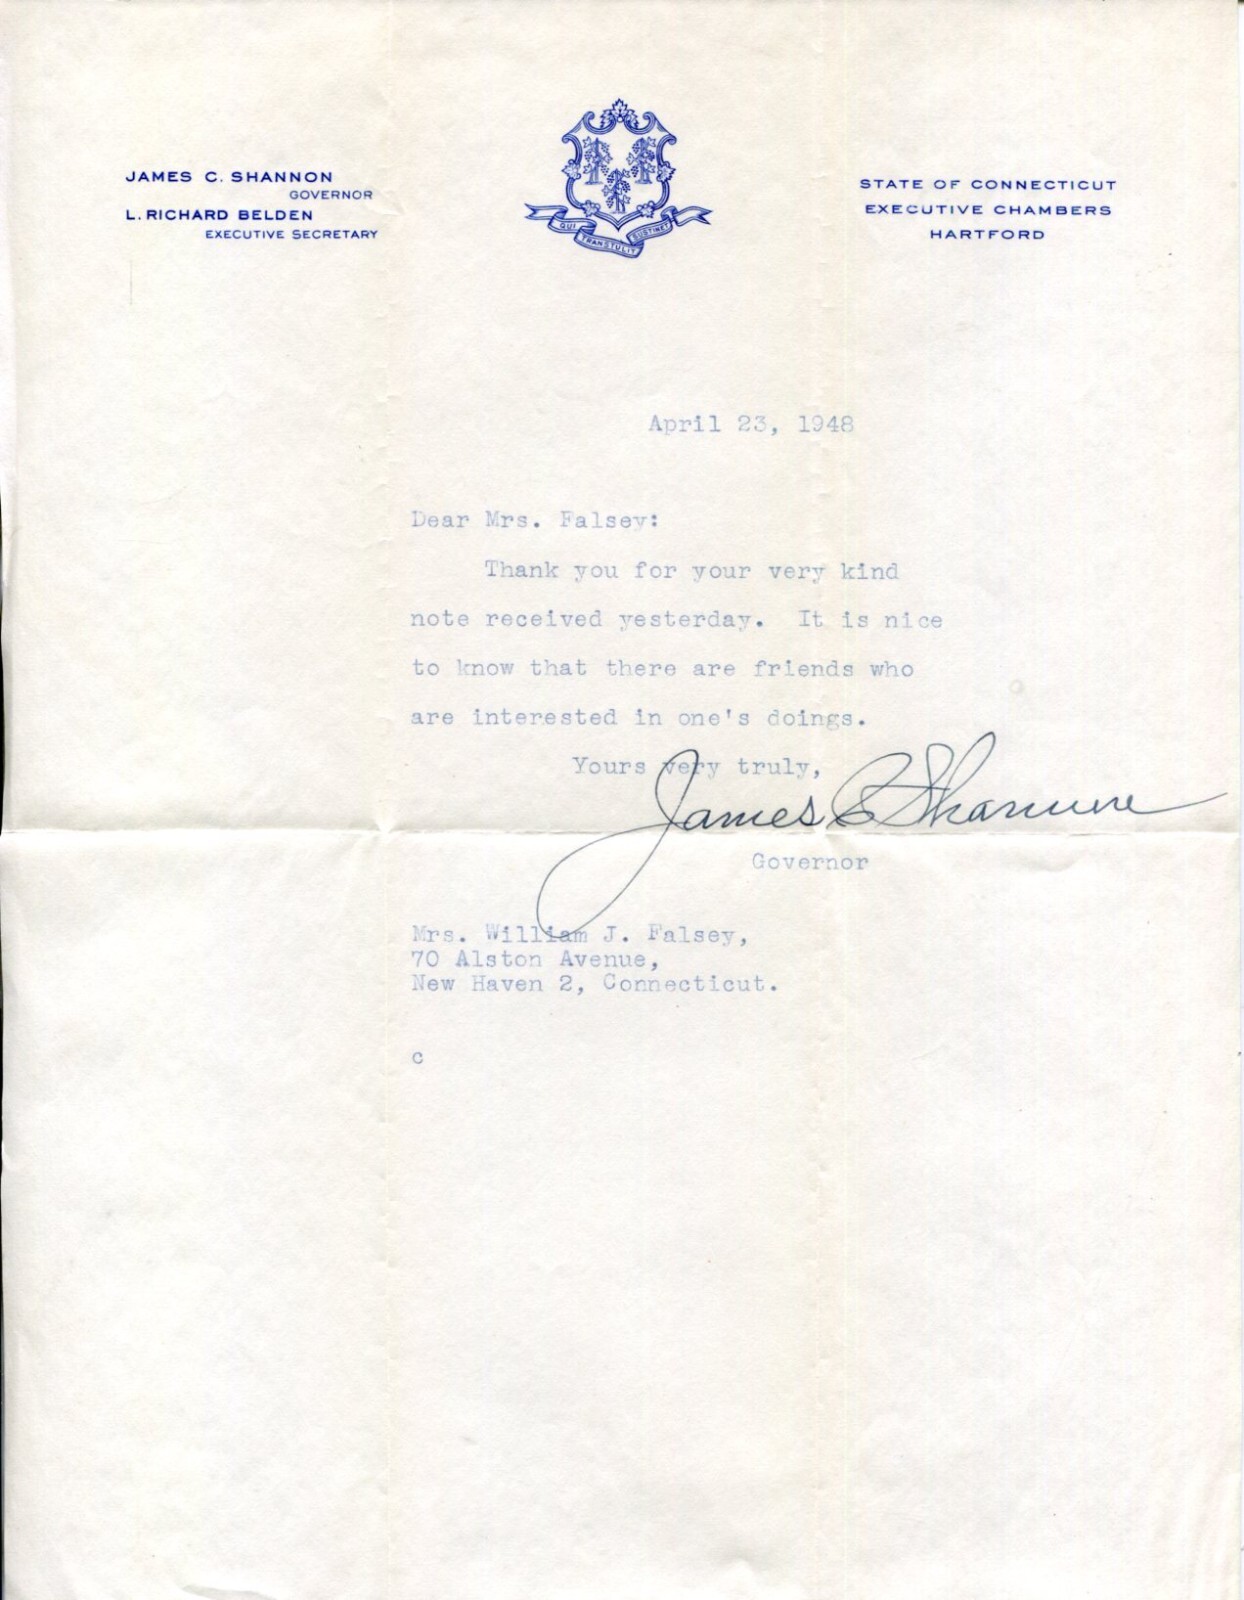 JAMES C. SHANNON
GOVERNOR
L. RICHARD BELDEN
EXECUTIVE SECRETARY
QUI TRANSTULIT SUSTINET
STATE OF CONNECTICUT
EXECUTIVE CHAMBERS
HARTFORD
April 23, 1948
Dear Mrs. Falsey:
Thank you for your very kind
note received yesterday. It is nice
to know that there are friends who
are interested in one's doings.
Yours very truly,
James C Shannon
Governor
Mrs. William J. Falsey,
70 Alston Avenue,
New Haven 2, Connecticut.
c